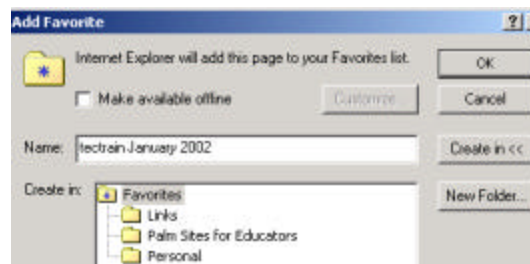 Add Favorite ?
Internet Explorer will add this page to your Favorites list. OK
Make available offline Customize Cancel
Name: tectrain January 2002 Create in <<
Create in: Favorites New Folder...
Links
Palm Sites for Educators
Personal